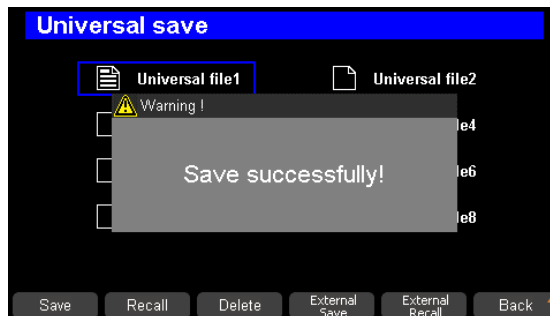 Universal save
Universal file1
Universal file2
Warning !
le4
Save successfully!
le6
le8
Save
Recall
Delete
External
Save
External
Recall
Back